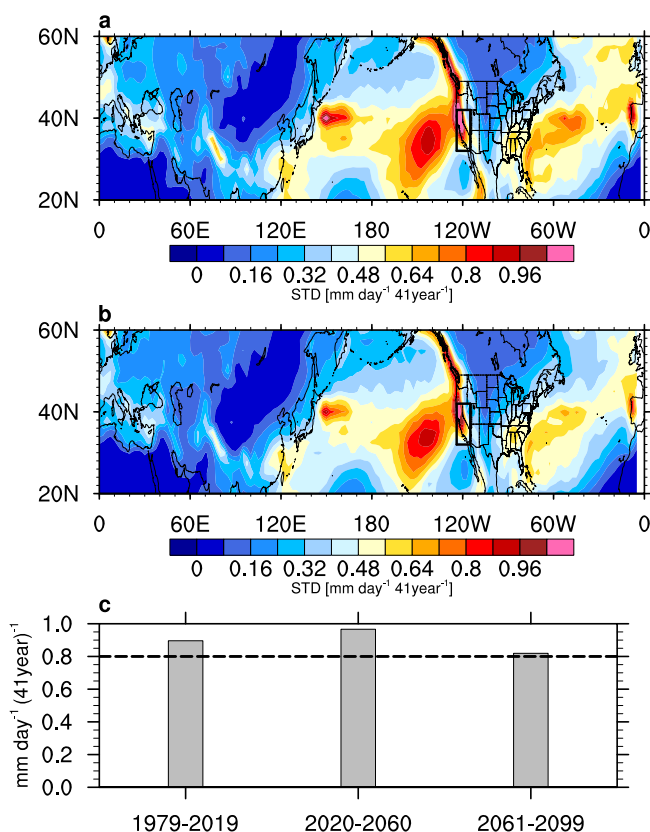 a
60N
40N
20N
0 60E 120E 180 120W 60W 0
0 0.16 0.32 0.48 0.64 0.8 0.96
STD [mm day⁻¹ 41year⁻¹]
b
60N
40N
20N
0 60E 120E 180 120W 60W 0
0 0.16 0.32 0.48 0.64 0.8 0.96
STD [mm day⁻¹ 41year⁻¹]
c
mm day⁻¹ (41year)⁻¹
1.0
0.8
0.6
0.4
0.2
0.0
1979-2019 2020-2060 2061-2099